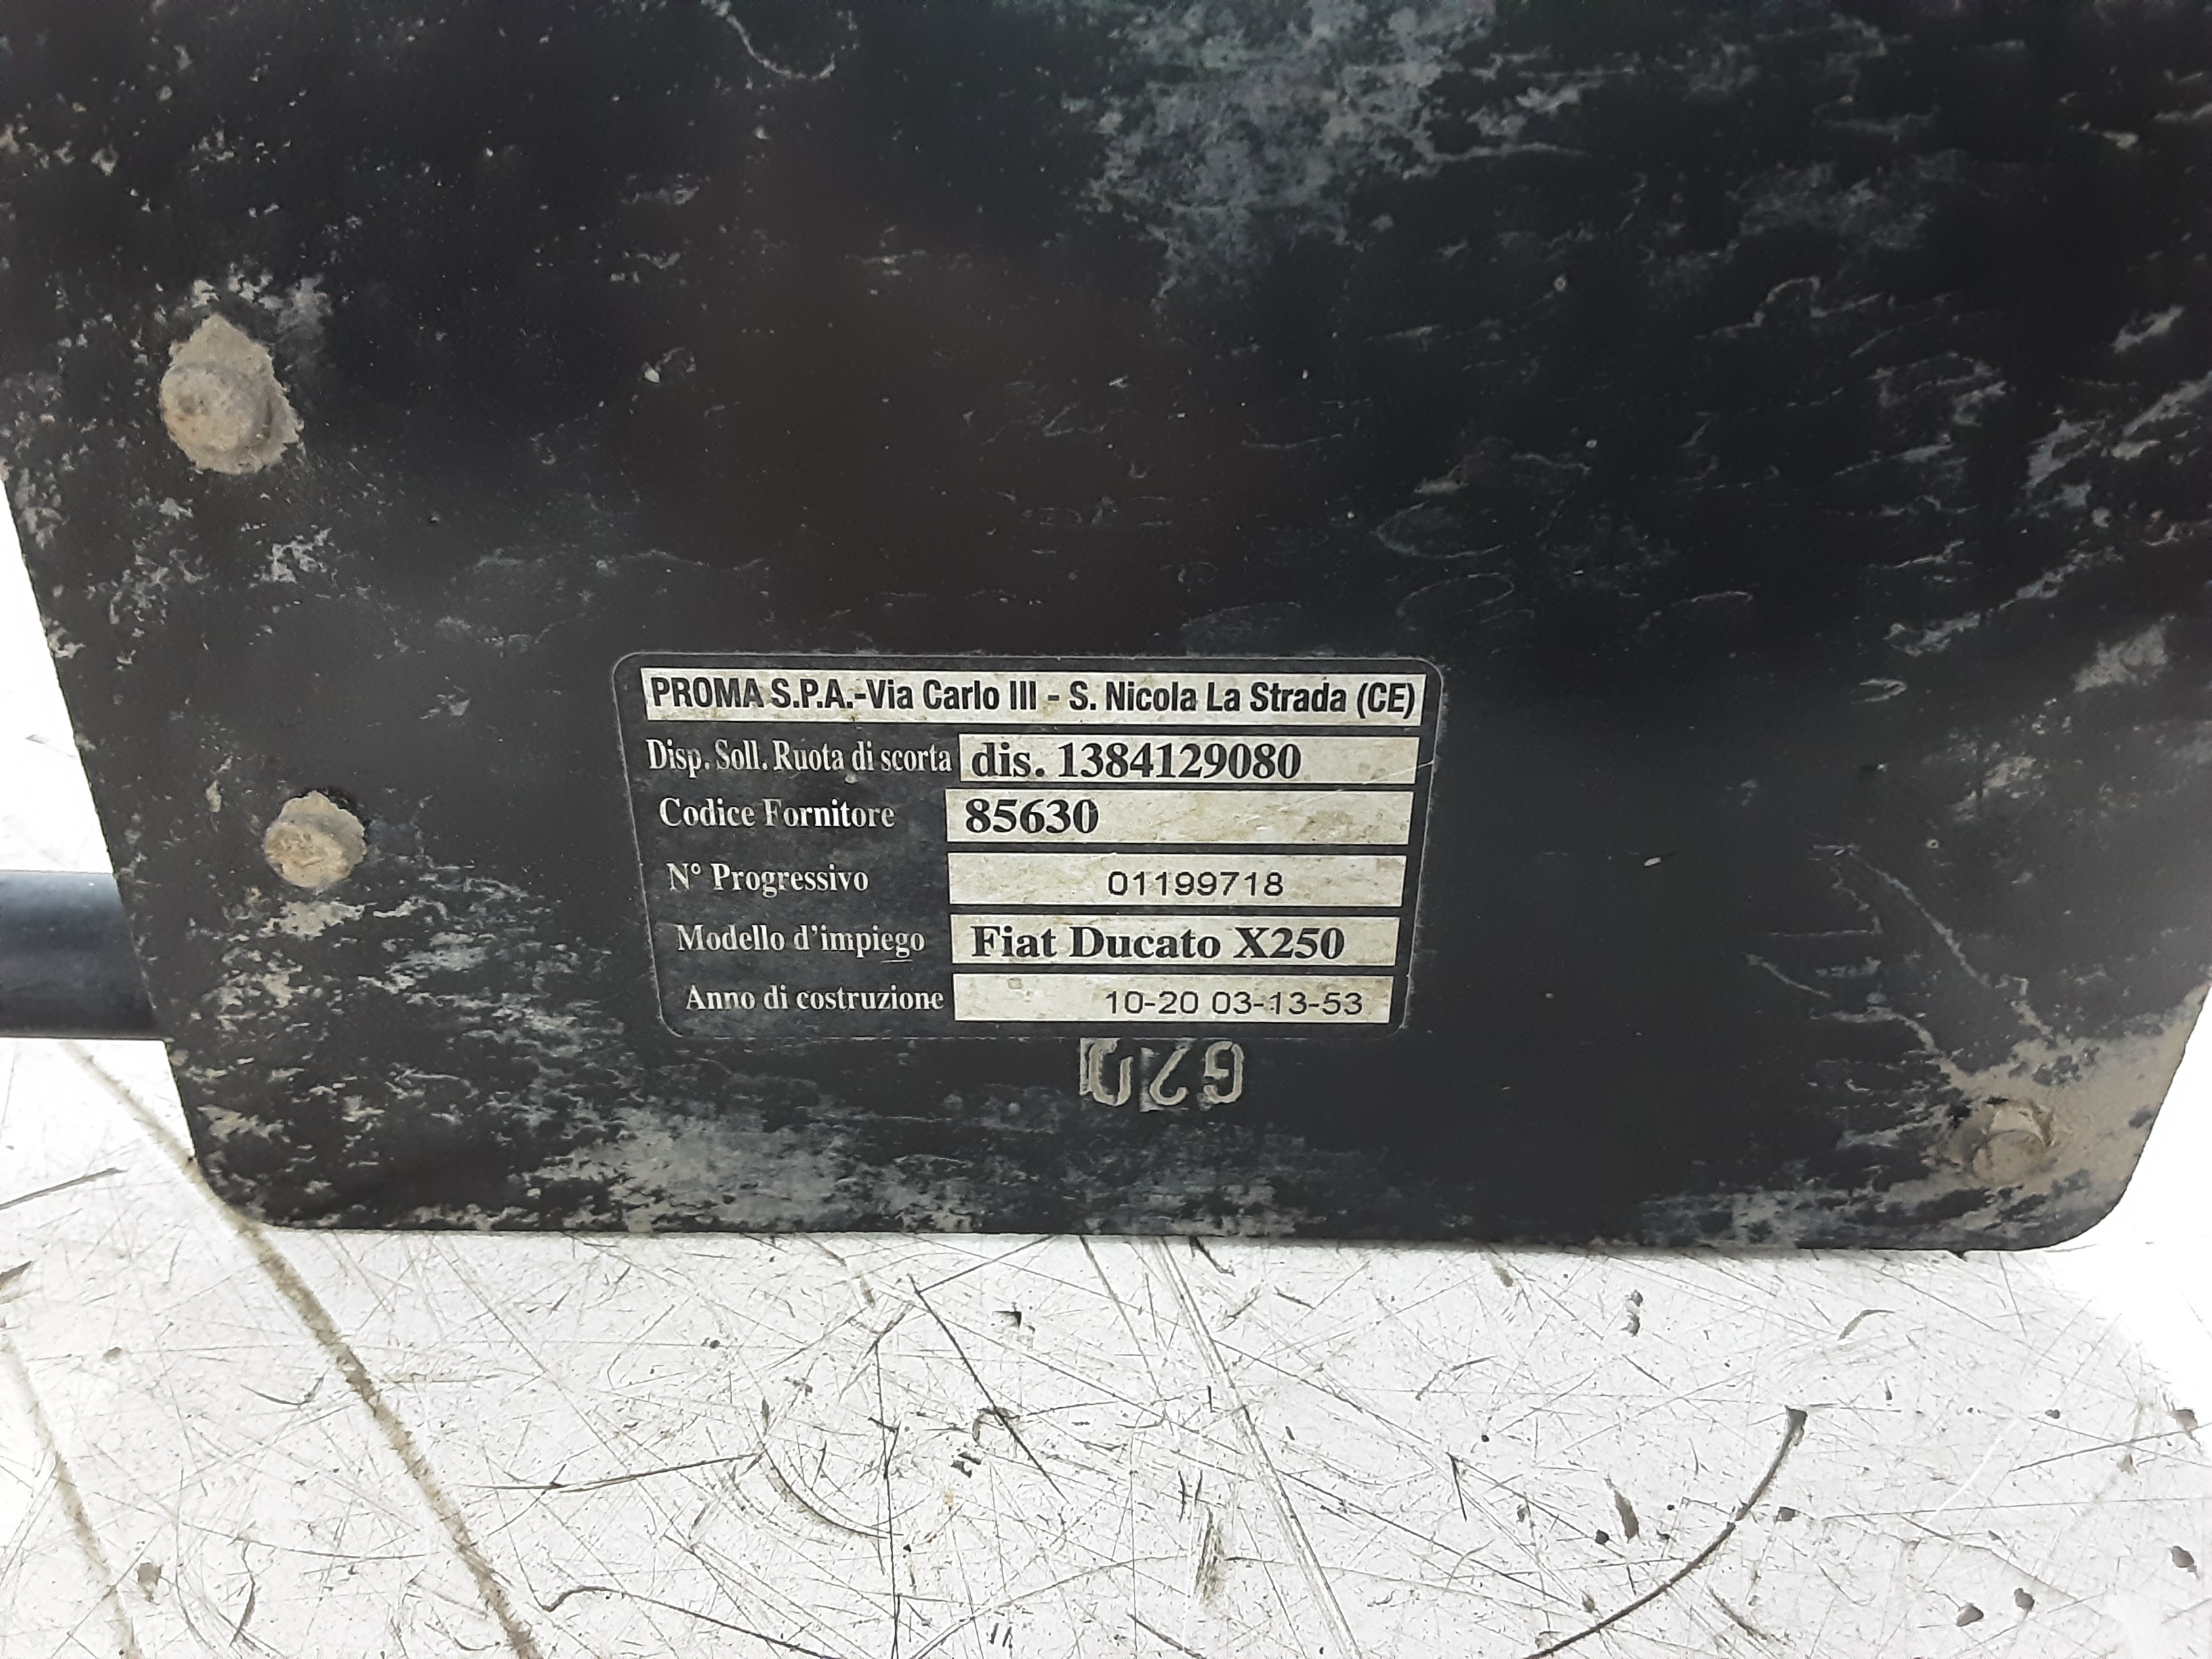 PROMA S.P.A.-Via Carlo III - S. Nicola La Strada (CE)
Disp. Soll. Ruota di scorta dis. 1384129080
Codice Fornitore 85630
N° Progressivo 01199718
Modello d'impiego Fiat Ducato X250
Anno di costruzione 10-20 03-13-53